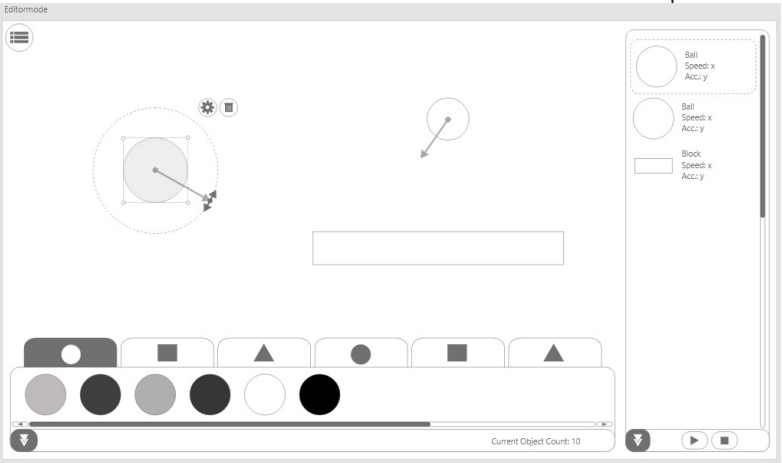 Editormode
Ball
Speed: x
Acc.: y
Ball
Speed: x
Acc.: y
Block
Speed: x
Acc.: y
Current Object Count: 10